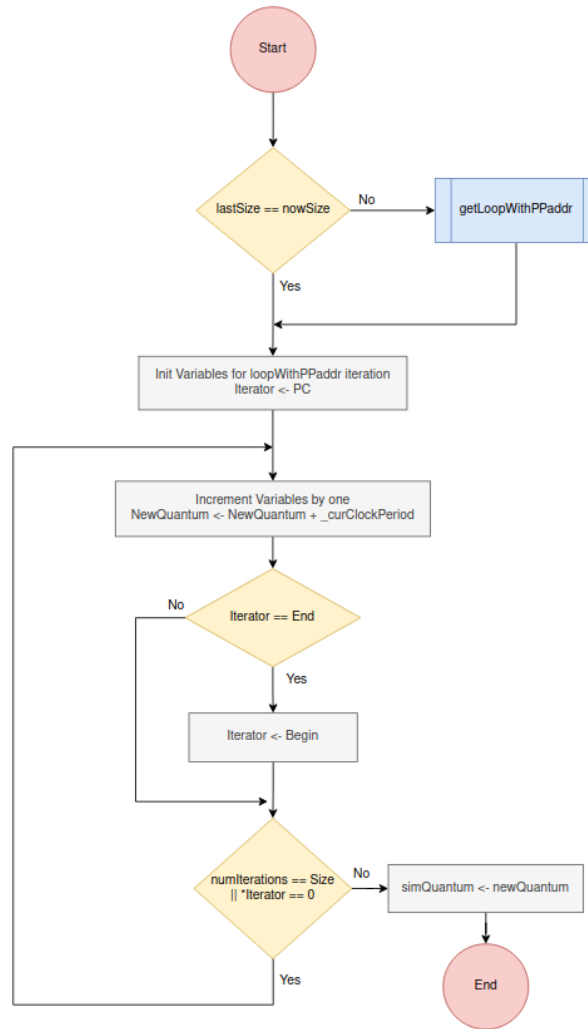 Start
lastSize == nowSize
No
getLoopWithPPaddr
Yes
Init Variables for loopWithPPaddr iteration
Iterator <- PC
Increment Variables by one
NewQuantum <- NewQuantum + _curClockPeriod
No
Iterator == End
Yes
Iterator <- Begin
numIterations == Size
|| *Iterator == 0
No
simQuantum <- newQuantum
Yes
End